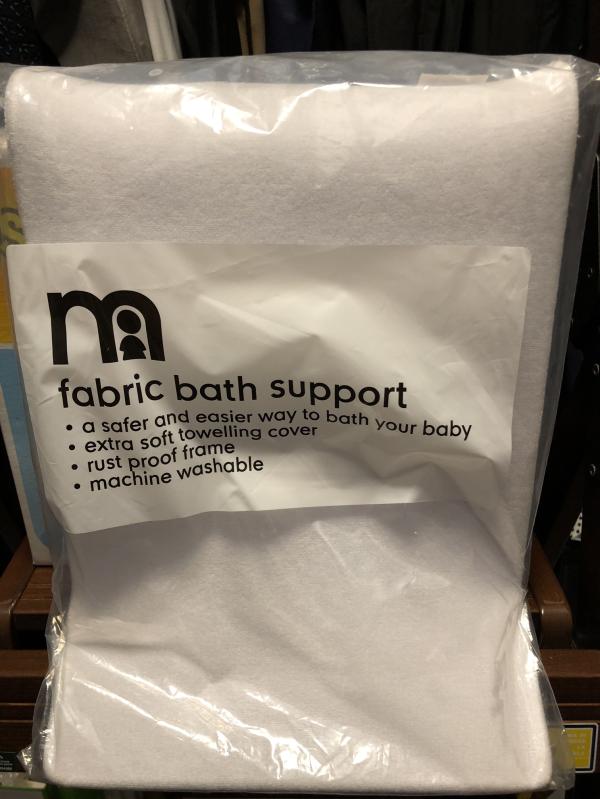 m
fabric bath support
• a safer and easier way to bath your baby
• extra soft towelling cover
• rust proof frame
• machine washable